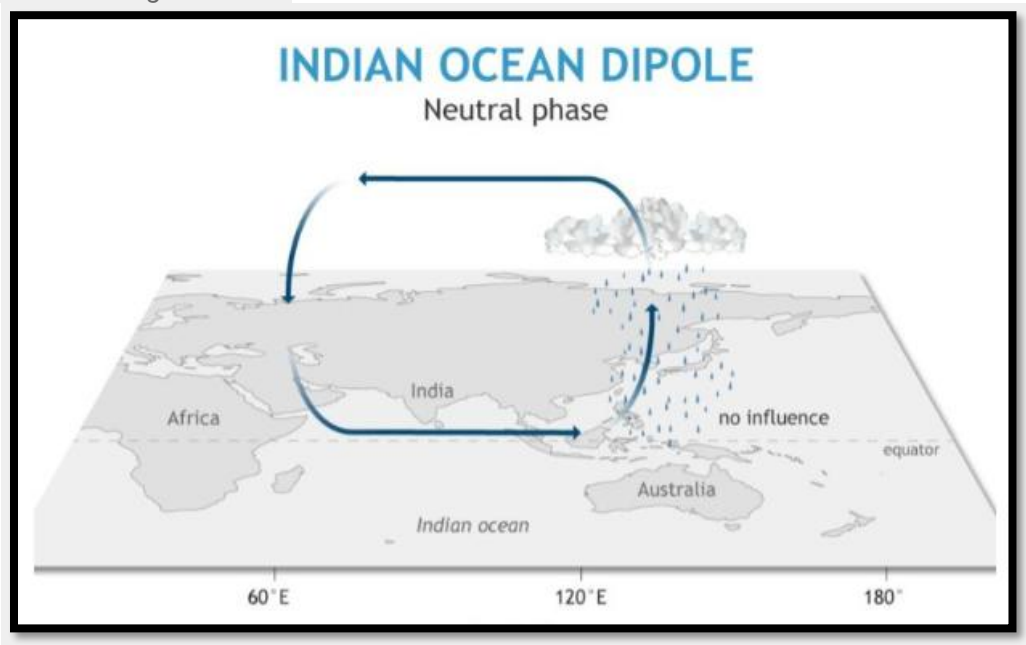 INDIAN OCEAN DIPOLE
Neutral phase
India
Africa
no influence
equator
Australia
Indian ocean
60°E
120°E
180°